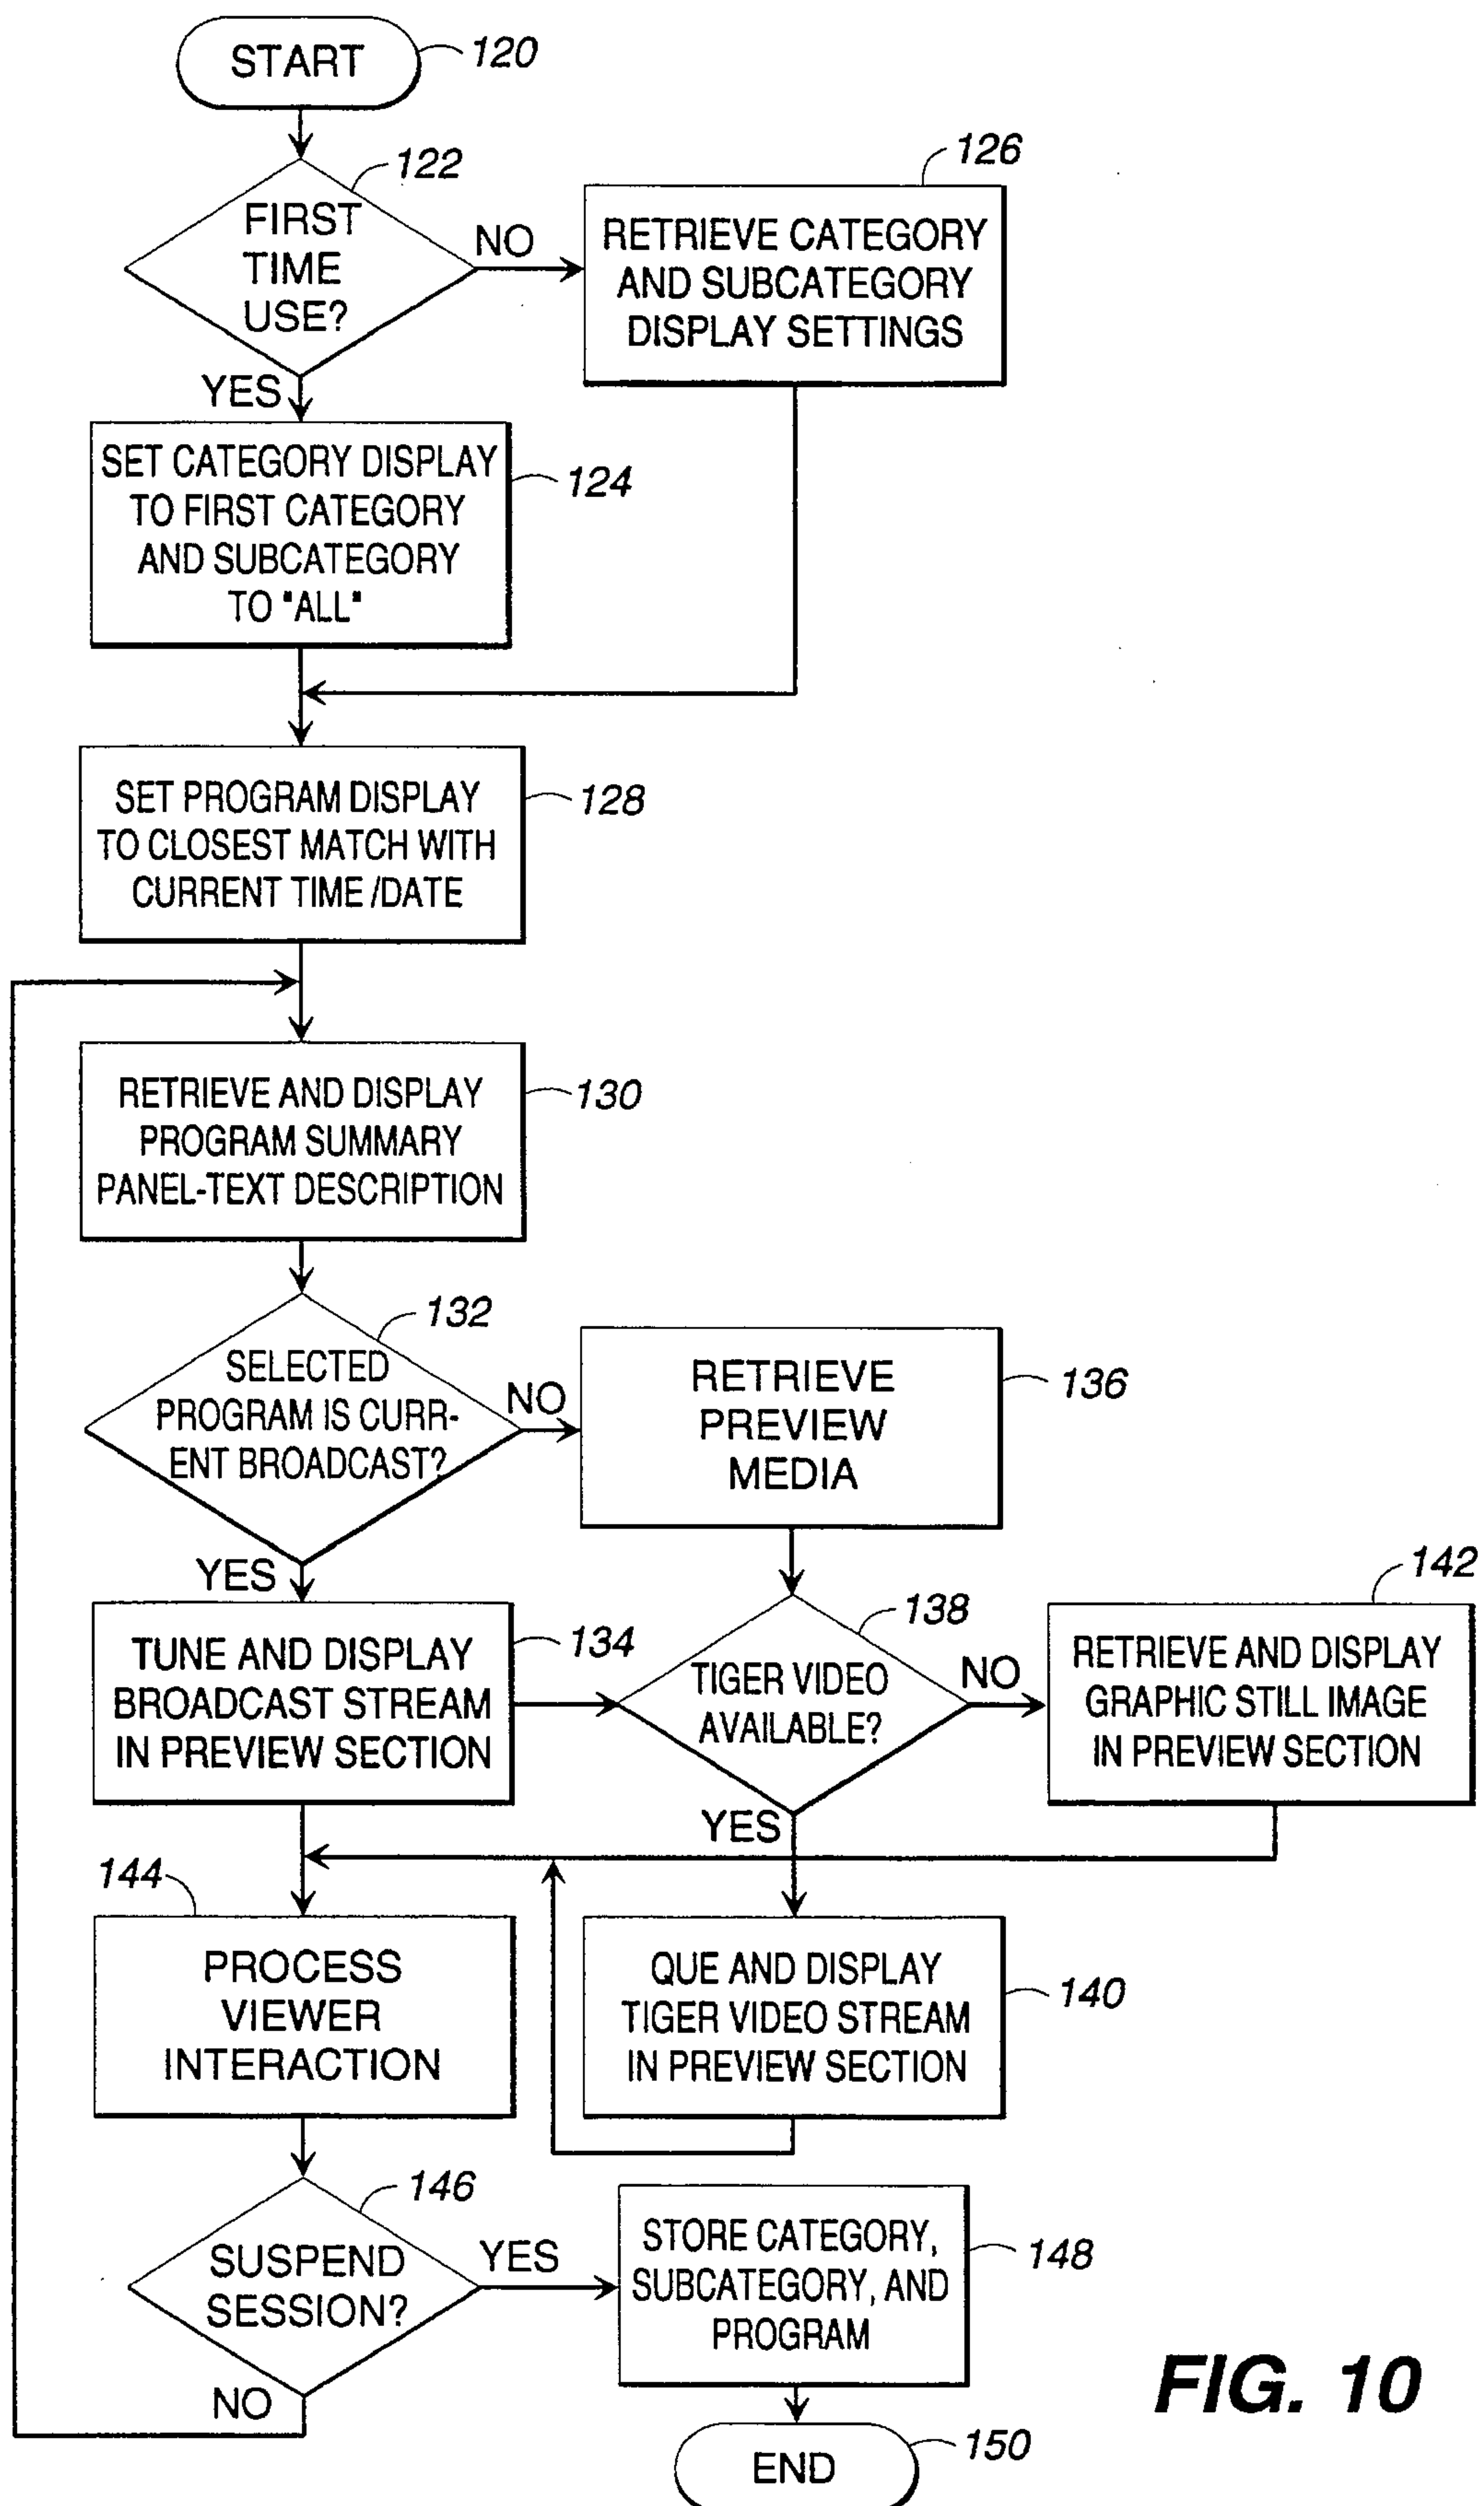 START
120
122
FIRST
TIME
USE?
NO
126
RETRIEVE CATEGORY
AND SUBCATEGORY
DISPLAY SETTINGS
YES
SET CATEGORY DISPLAY
TO FIRST CATEGORY
AND SUBCATEGORY
TO "ALL"
124
SET PROGRAM DISPLAY
TO CLOSEST MATCH WITH
CURRENT TIME /DATE
128
RETRIEVE AND DISPLAY
PROGRAM SUMMARY
PANEL-TEXT DESCRIPTION
130
132
SELECTED
PROGRAM IS CURR-
ENT BROADCAST?
NO
RETRIEVE
PREVIEW
MEDIA
136
YES
TUNE AND DISPLAY
BROADCAST STREAM
IN PREVIEW SECTION
134
138
TIGER VIDEO
AVAILABLE?
NO
142
RETRIEVE AND DISPLAY
GRAPHIC STILL IMAGE
IN PREVIEW SECTION
YES
144
PROCESS
VIEWER
INTERACTION
QUE AND DISPLAY
TIGER VIDEO STREAM
IN PREVIEW SECTION
140
146
SUSPEND
SESSION?
YES
STORE CATEGORY,
SUBCATEGORY, AND
PROGRAM
148
NO
END
150
FIG. 10